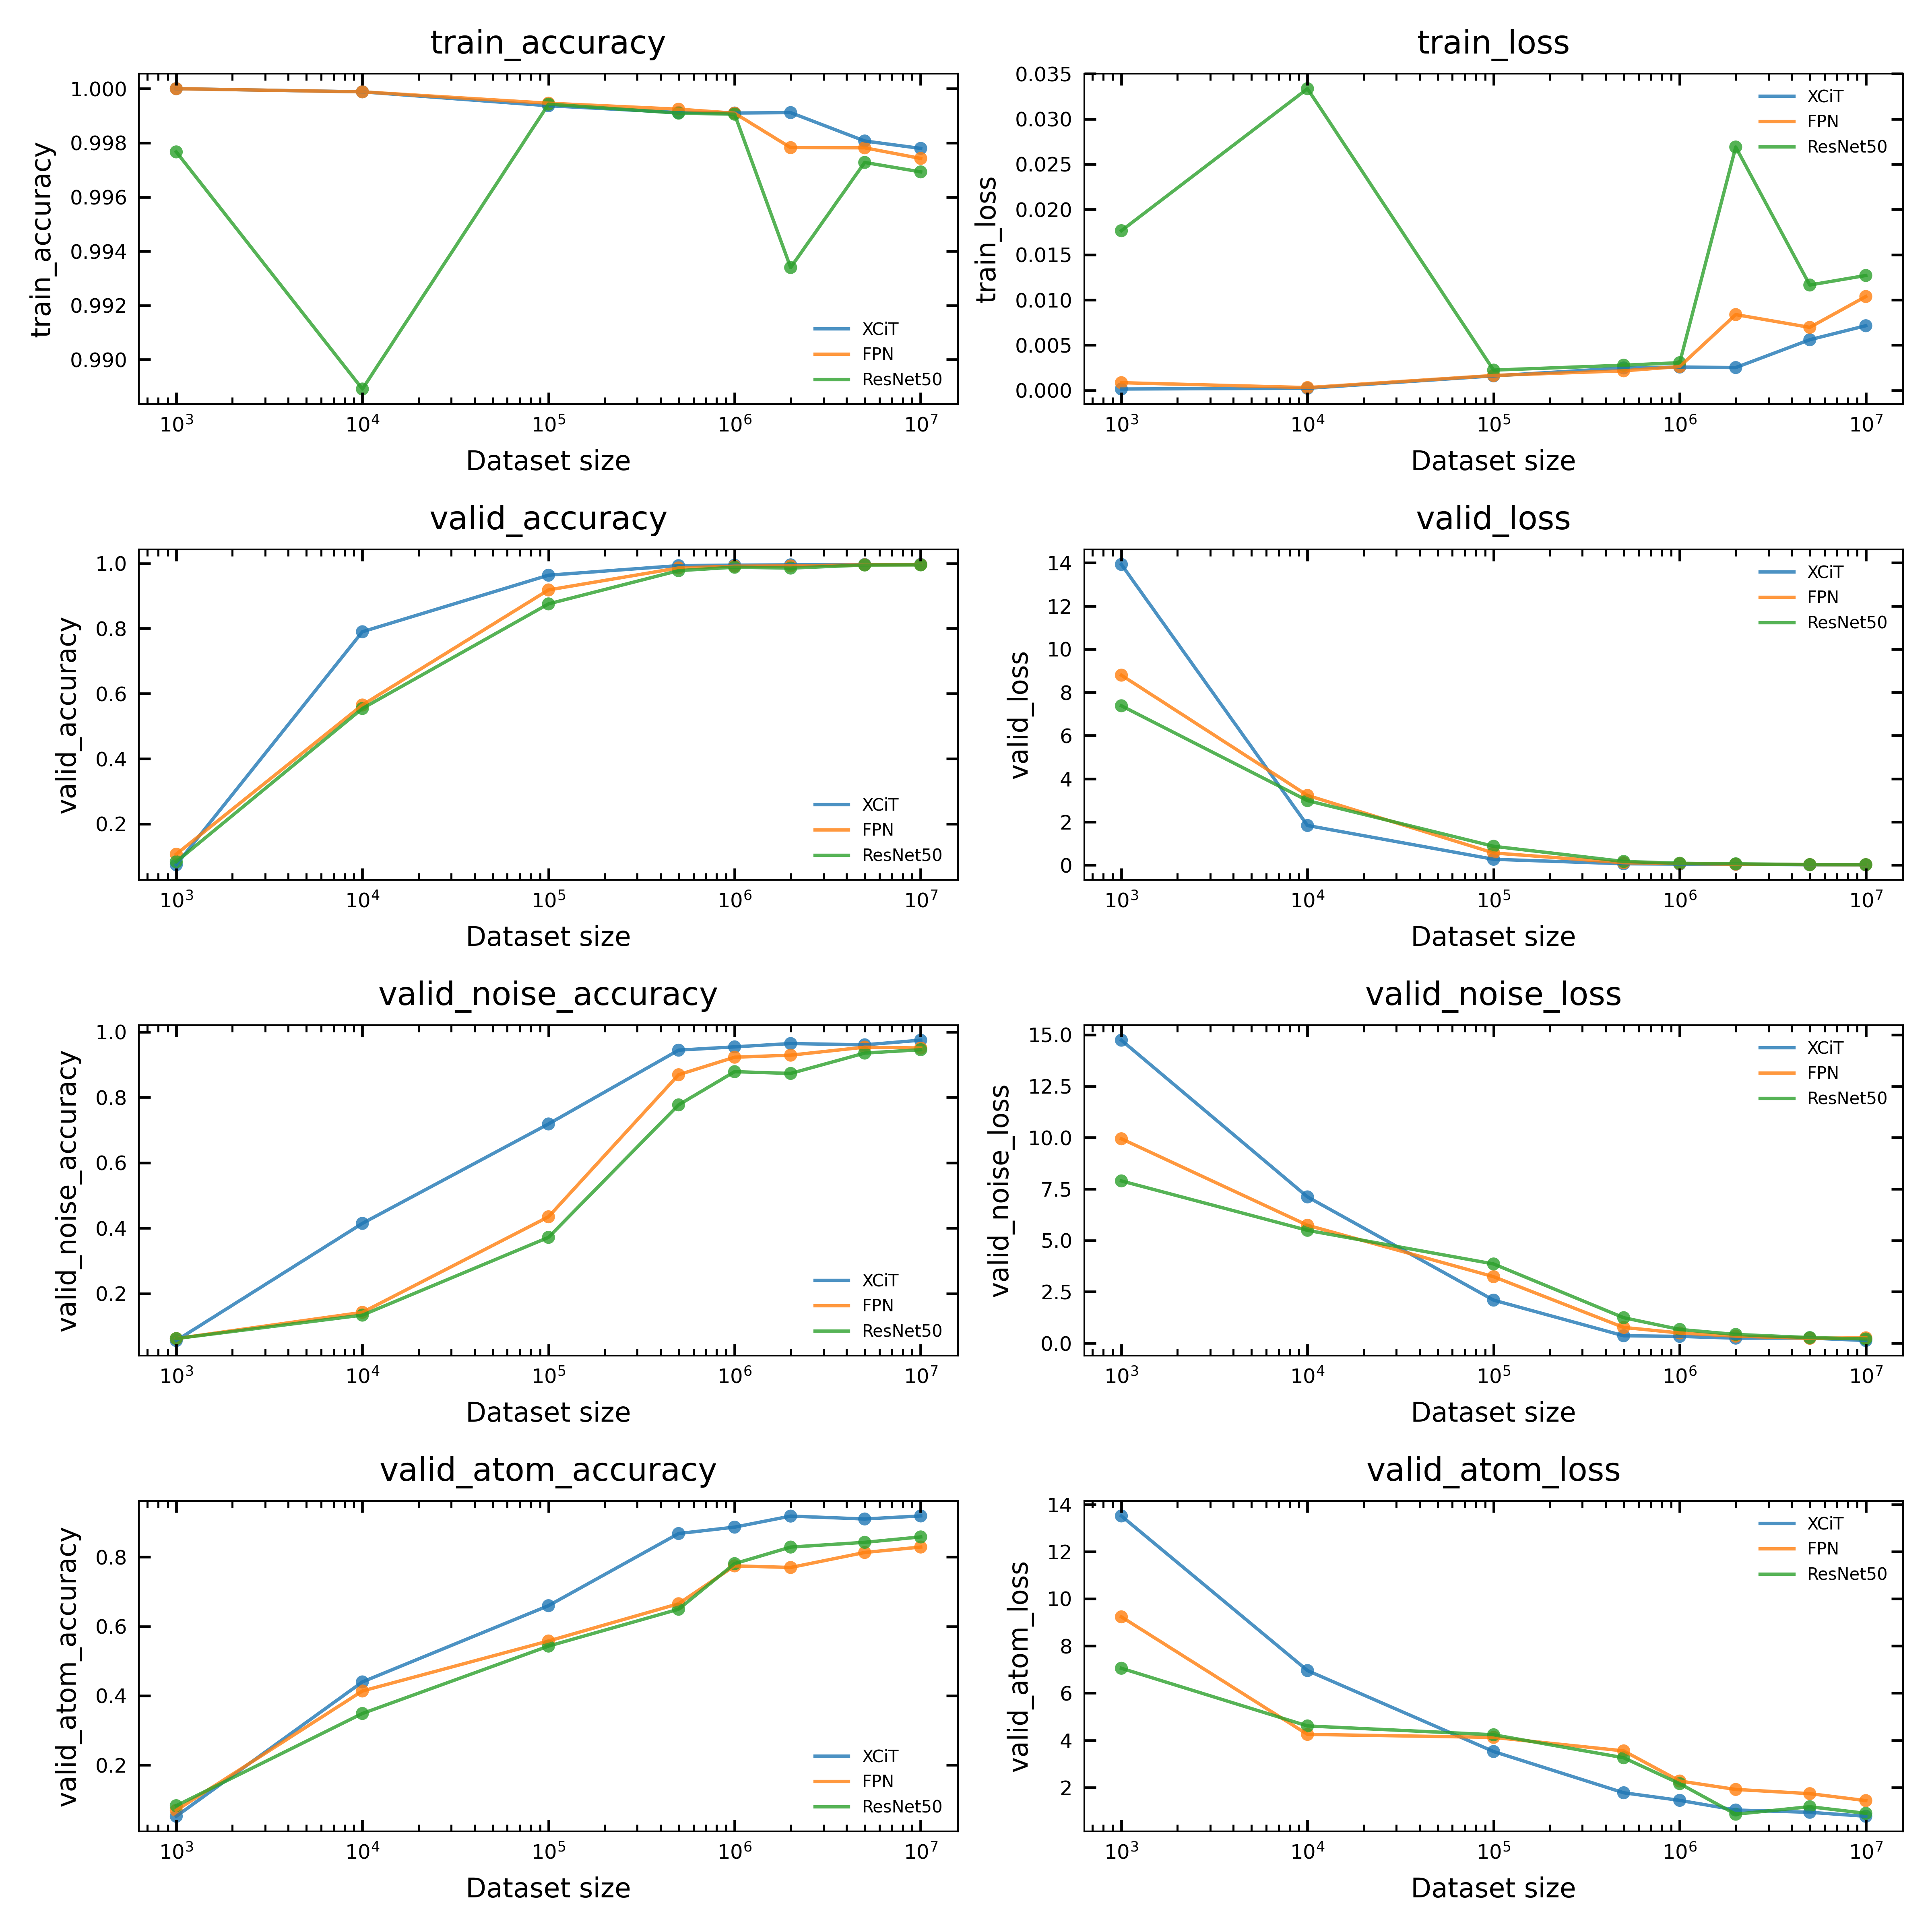 train_accuracy
train_accuracy
1.000
0.998
0.996
0.994
0.992
0.990
XCiT
FPN
ResNet50
10³ 10⁴ 10⁵ 10⁶ 10⁷
Dataset size
train_loss
train_loss
0.035
0.030
0.025
0.020
0.015
0.010
0.005
0.000
XCiT
FPN
ResNet50
10³ 10⁴ 10⁵ 10⁶ 10⁷
Dataset size
valid_accuracy
valid_accuracy
1.0
0.8
0.6
0.4
0.2
XCiT
FPN
ResNet50
10³ 10⁴ 10⁵ 10⁶ 10⁷
Dataset size
valid_loss
valid_loss
14
12
10
8
6
4
2
0
XCiT
FPN
ResNet50
10³ 10⁴ 10⁵ 10⁶ 10⁷
Dataset size
valid_noise_accuracy
valid_noise_accuracy
1.0
0.8
0.6
0.4
0.2
XCiT
FPN
ResNet50
10³ 10⁴ 10⁵ 10⁶ 10⁷
Dataset size
valid_noise_loss
valid_noise_loss
15.0
12.5
10.0
7.5
5.0
2.5
0.0
XCiT
FPN
ResNet50
10³ 10⁴ 10⁵ 10⁶ 10⁷
Dataset size
valid_atom_accuracy
valid_atom_accuracy
0.8
0.6
0.4
0.2
XCiT
FPN
ResNet50
10³ 10⁴ 10⁵ 10⁶ 10⁷
Dataset size
valid_atom_loss
valid_atom_loss
14
12
10
8
6
4
2
XCiT
FPN
ResNet50
10³ 10⁴ 10⁵ 10⁶ 10⁷
Dataset size